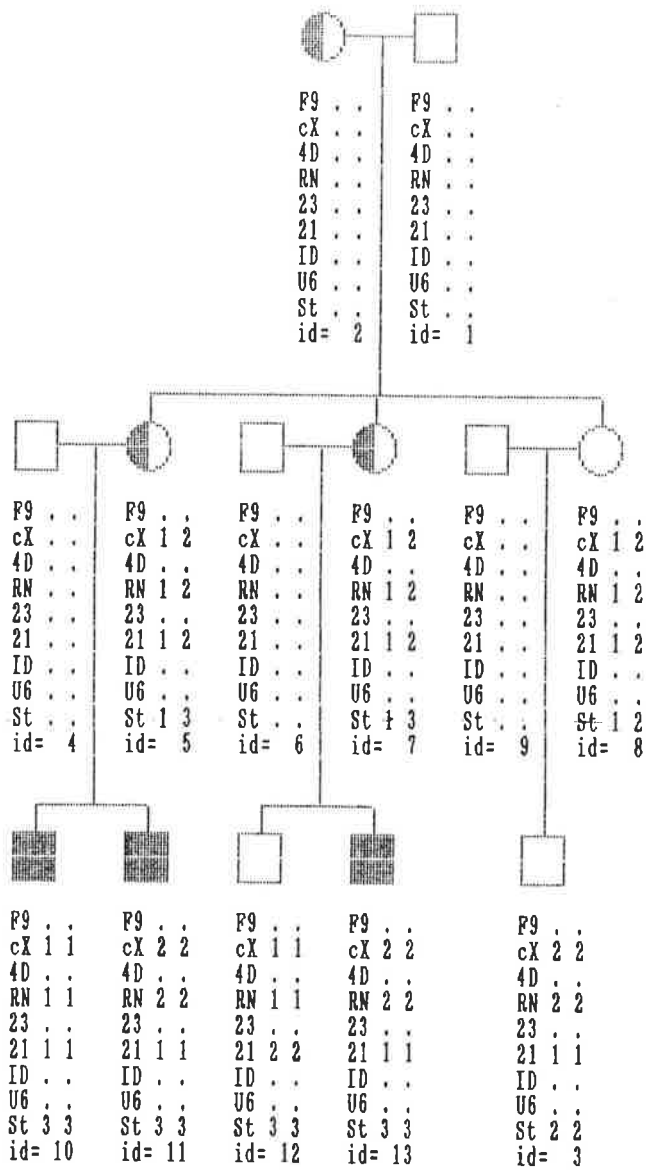 F9 . . F9 . .
cX . . cX . .
4D . . 4D . .
RN . . RN . .
23 . . 23 . .
21 . . 21 . .
ID . . ID . .
U6 . . U6 . .
St . . St . .
id= 2 id= 1
F9 . . F9 . . F9 . . F9 . . F9 . . F9 . .
cX . . cX 1 2 cX . . cX 1 2 cX . . cX 1 2
4D . . 4D . . 4D . . 4D . . 4D . . 4D . .
RN . . RN 1 2 RN . . RN 1 2 RN . . RN 1 2
23 . . 23 . . 23 . . 23 . . 23 . . 23 . .
21 . . 21 1 2 21 . . 21 1 2 21 . . 21 1 2
ID . . ID . . ID . . ID . . ID . . ID . .
U6 . . U6 . . U6 . . U6 . . U6 . . U6 . .
St . . St 1 3 St . . St 1 3 St . . St 1 2
id= 4 id= 5 id= 6 id= 7 id= 9 id= 8
F9 . . F9 . . F9 . . F9 . . F9 . .
cX 1 1 cX 2 2 cX 1 1 cX 2 2 cX 2 2
4D . . 4D . . 4D . . 4D . . 4D . .
RN 1 1 RN 2 2 RN 1 1 RN 2 2 RN 2 2
23 . . 23 . . 23 . . 23 . . 23 . .
21 1 1 21 1 1 21 2 2 21 1 1 21 1 1
ID . . ID . . ID . . ID . . ID . .
U6 . . U6 . . U6 . . U6 . . U6 . .
St 3 3 St 3 3 St 3 3 St 3 3 St 2 2
id= 10 id= 11 id= 12 id= 13 id= 3